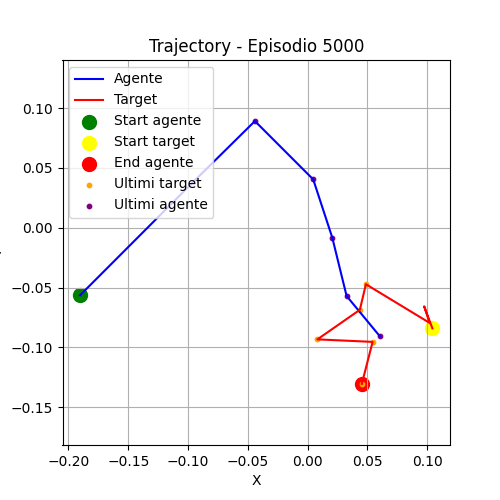 Trajectory - Episodio 5000
Agente
Target
Start agente
Start target
End agente
Ultimi target
Ultimi agente
0.10
0.05
0.00
−0.05
−0.10
−0.15
−0.20 −0.15 −0.10 −0.05 0.00 0.05 0.10
X